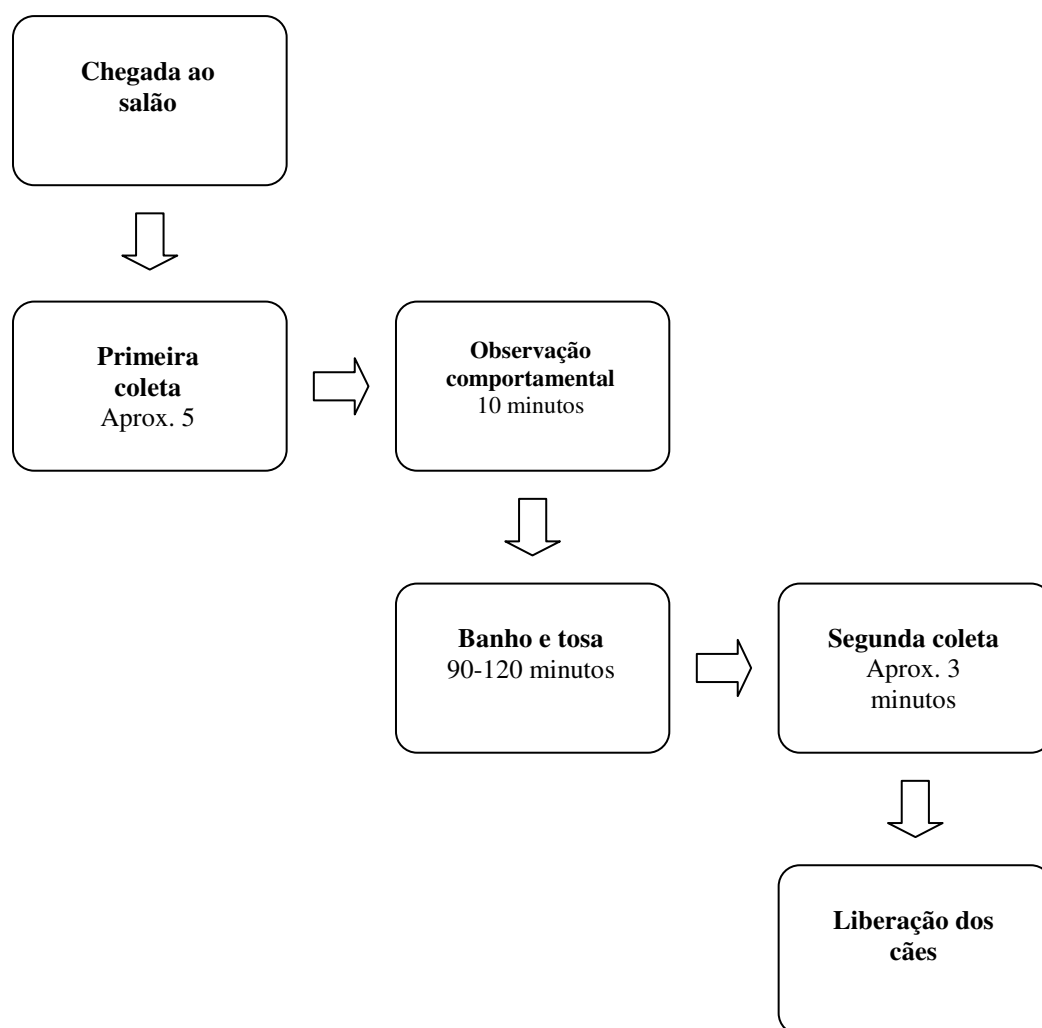 Chegada ao
salão
Primeira
coleta
Aprox. 5
Observação
comportamental
10 minutos
Banho e tosa
90-120 minutos
Segunda coleta
Aprox. 3
minutos
Liberação dos
cães